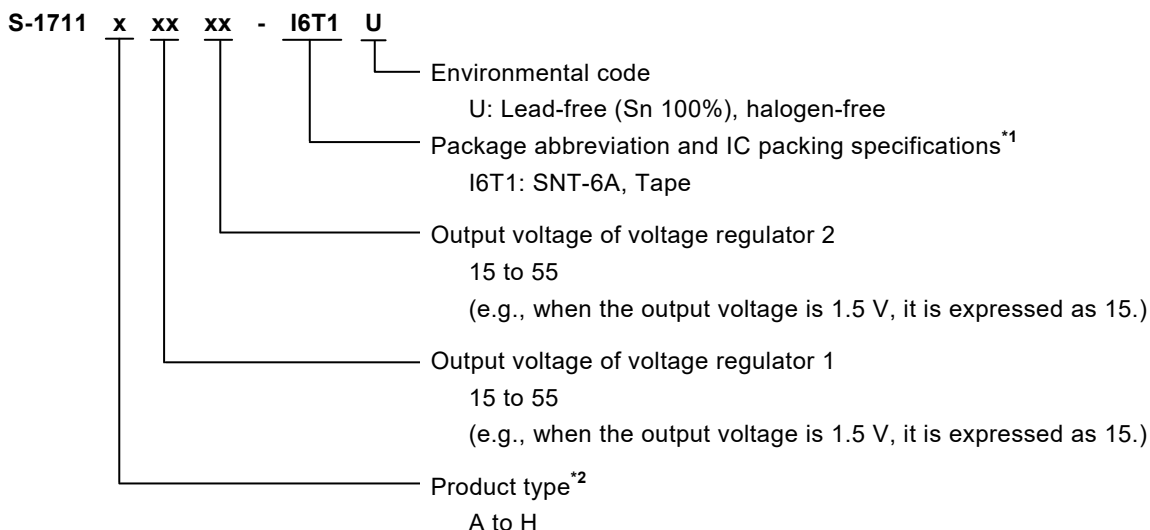 S-1711 x xx xx - I6T1 U
Environmental code
U: Lead-free (Sn 100%), halogen-free
Package abbreviation and IC packing specifications*1
I6T1: SNT-6A, Tape
Output voltage of voltage regulator 2
15 to 55
(e.g., when the output voltage is 1.5 V, it is expressed as 15.)
Output voltage of voltage regulator 1
15 to 55
(e.g., when the output voltage is 1.5 V, it is expressed as 15.)
Product type*2
A to H